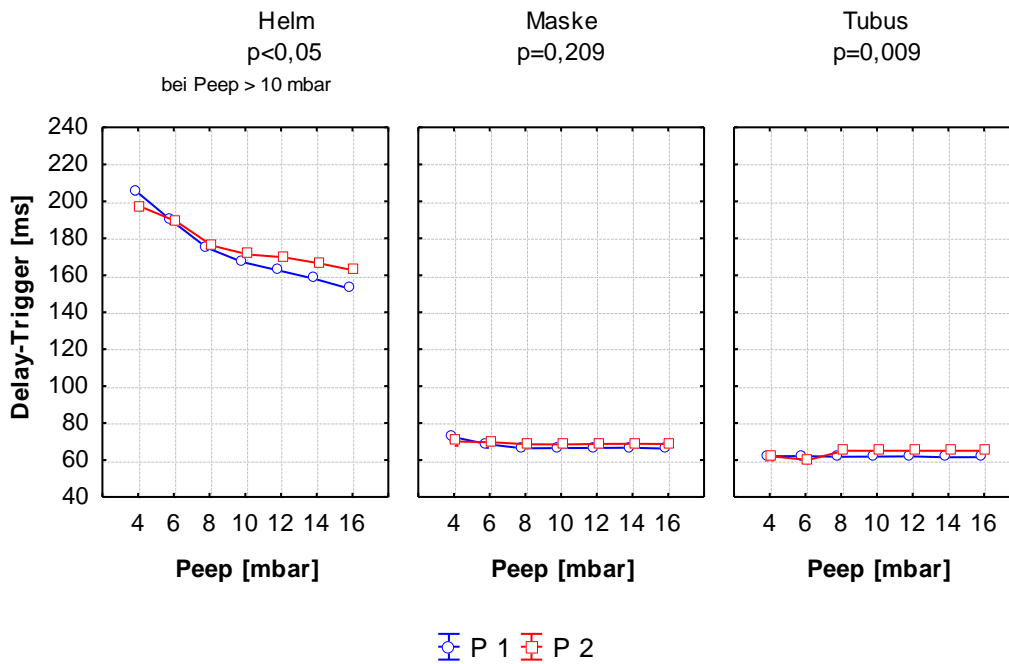 Helm
p<0,05
bei Peep > 10 mbar
Maske
p=0,209
Tubus
p=0,009
Delay-Trigger [ms]
240
220
200
180
160
140
120
100
80
60
40
4 6 8 10 12 14 16
4 6 8 10 12 14 16
4 6 8 10 12 14 16
Peep [mbar]
Peep [mbar]
Peep [mbar]
P 1 P 2